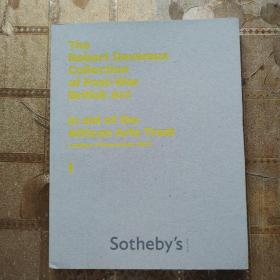 The
Robert Devereux
Collection
of Post-War
British Art
In aid of the
African Arts Trust
Sotheby's